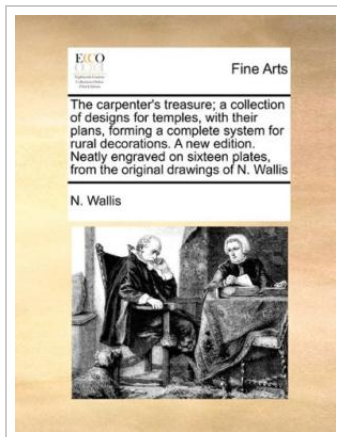 ECCO
Fine Arts
The carpenter's treasure; a collection
of designs for temples, with their
plans, forming a complete system for
rural decorations. A new edition.
Neatly engraved on sixteen plates,
from the original drawings of N. Wallis
N. Wallis